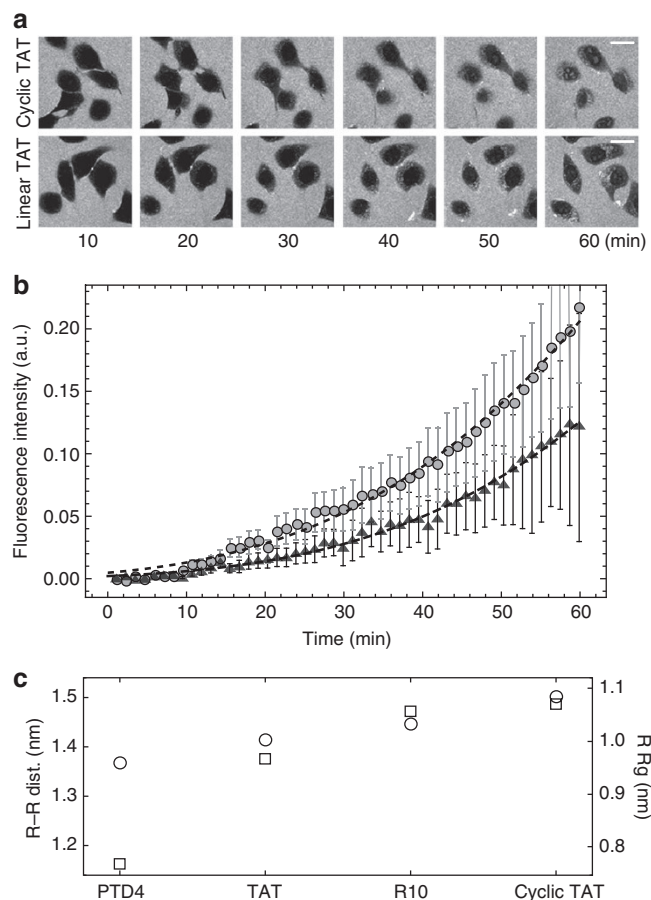 a
Cyclic TAT
Linear TAT
10 20 30 40 50 60 (min)
b
Fluorescence intensity (a.u.)
0.20
0.15
0.10
0.05
0.00
0 10 20 30 40 50 60
Time (min)
c
R–R dist. (nm)
1.5
1.4
1.3
1.2
1.1
1.0
0.9
0.8
R Rg (nm)
PTD4 TAT R10 Cyclic TAT